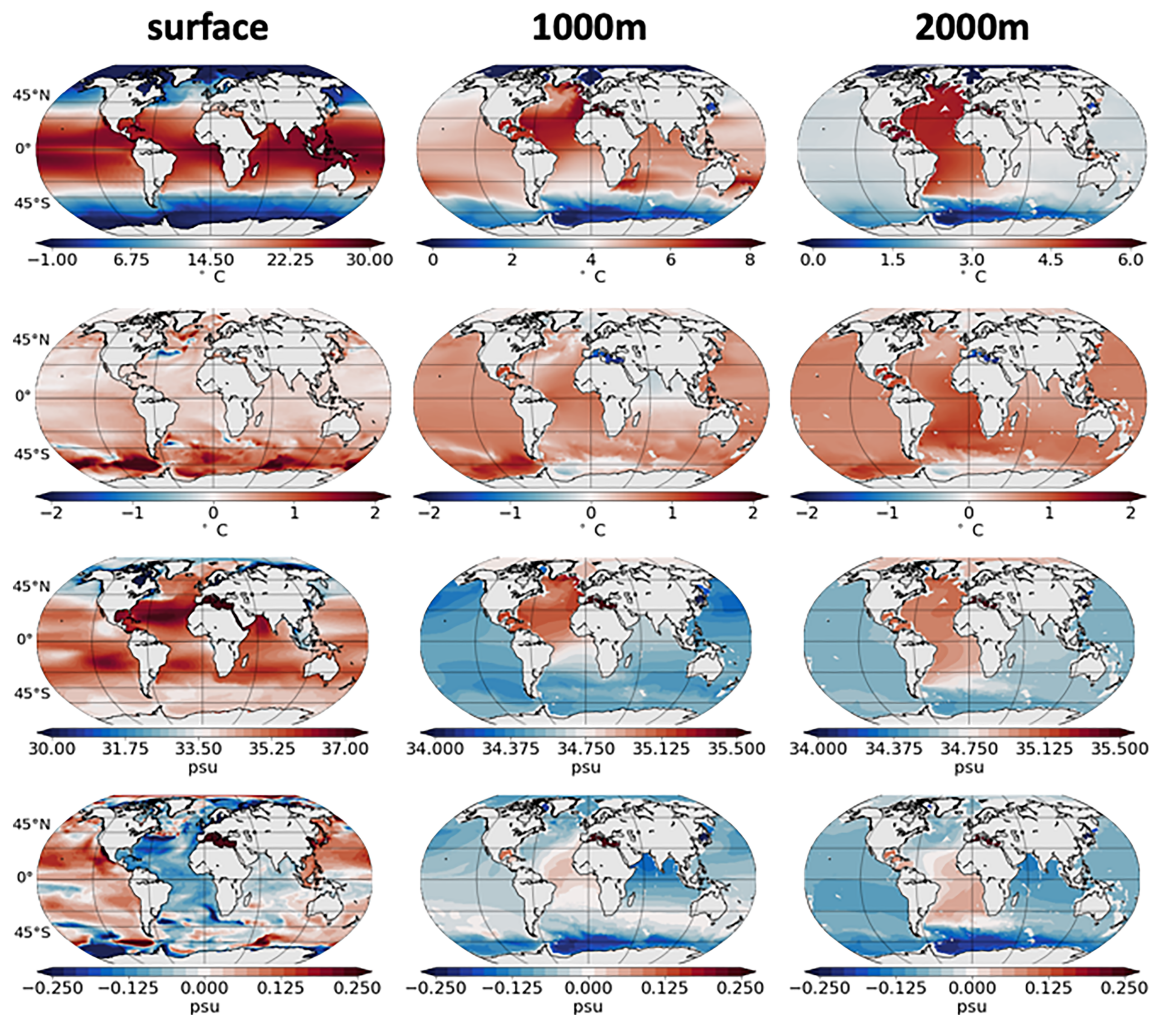 surface 1000m 2000m
45°N
0°
45°S
−1.00 6.75 14.50 22.25 30.00 0 2 4 6 8 0.0 1.5 3.0 4.5 6.0
° C ° C ° C
45°N
0°
45°S
−2 −1 0 1 2 −2 −1 0 1 2 −2 −1 0 1 2
° C ° C ° C
45°N
0°
45°S
30.00 31.75 33.50 35.25 37.00 34.000 34.375 34.750 35.125 35.500 34.000 34.375 34.750 35.125 35.500
psu psu psu
45°N
0°
45°S
−0.250 −0.125 0.000 0.125 0.250 −0.250 −0.125 0.000 0.125 0.250 −0.250 −0.125 0.000 0.125 0.250
psu psu psu